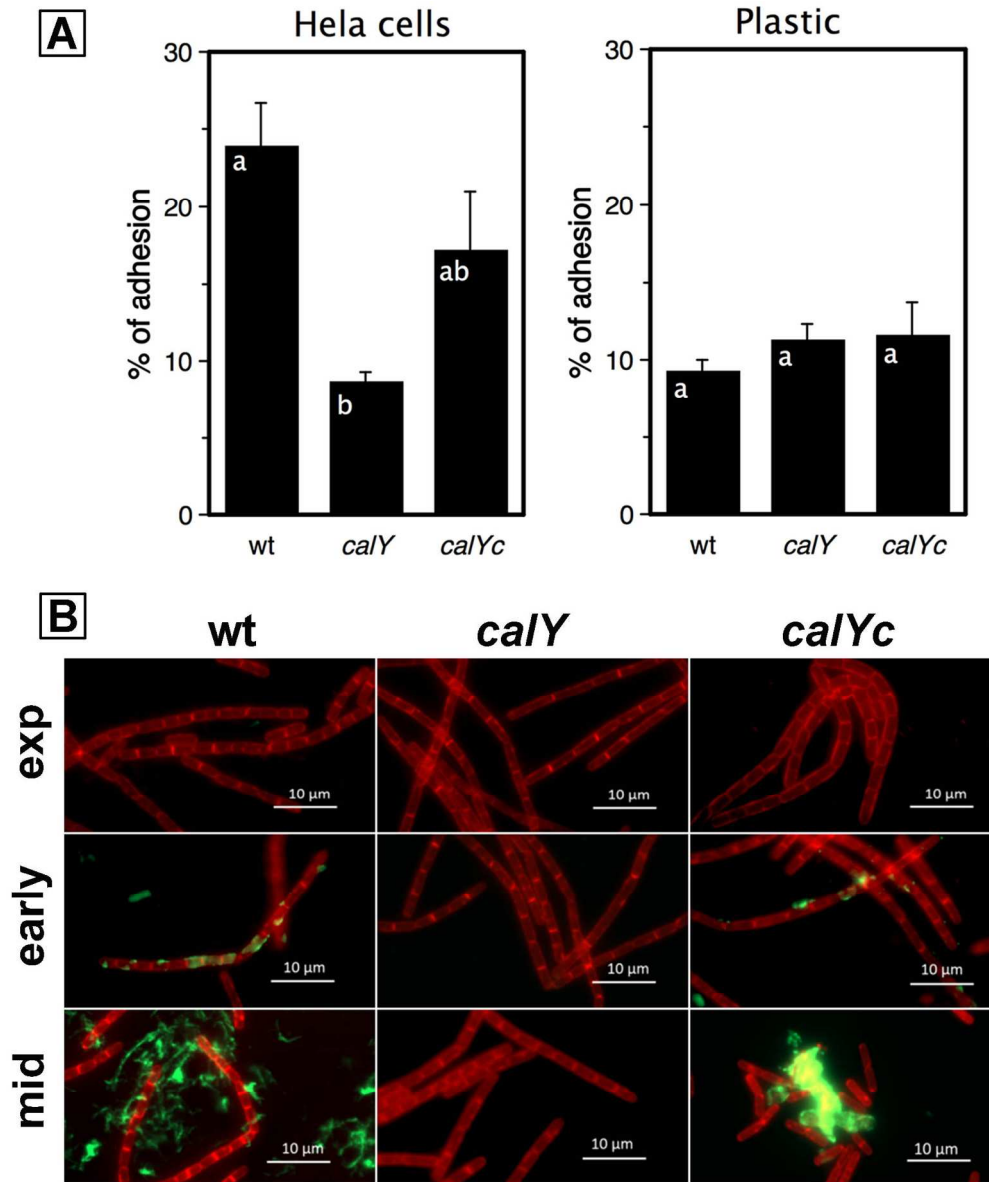 A
Hela cells
Plastic
30
20
10
0
% of adhesion
a
b
ab
wt
calY
calYc
30
20
10
0
% of adhesion
a
a
a
wt
calY
calYc
B
wt
calY
calYc
exp
10 µm
10 µm
10 µm
early
10 µm
10 µm
10 µm
mid
10 µm
10 µm
10 µm